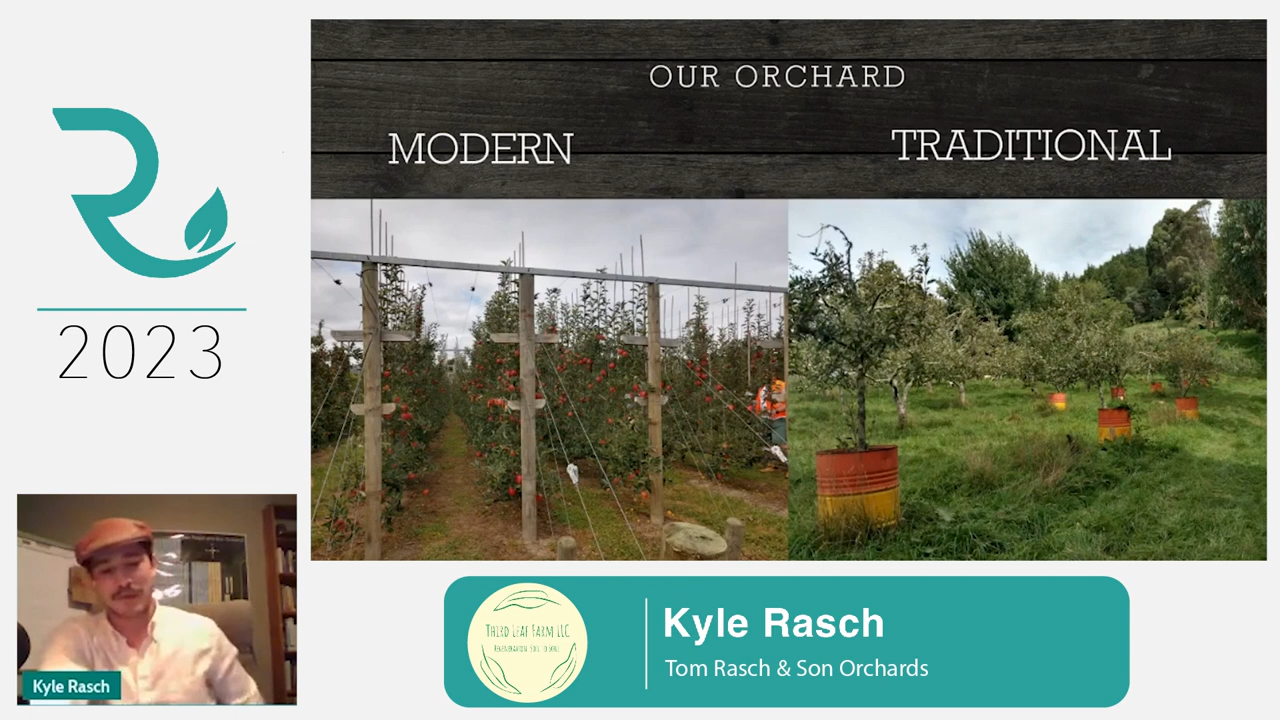 OUR ORCHARD
MODERN
TRADITIONAL
2023
THIRD LEAF FARM LLC
Kyle Rasch
Tom Rasch & Son Orchards
Kyle Rasch